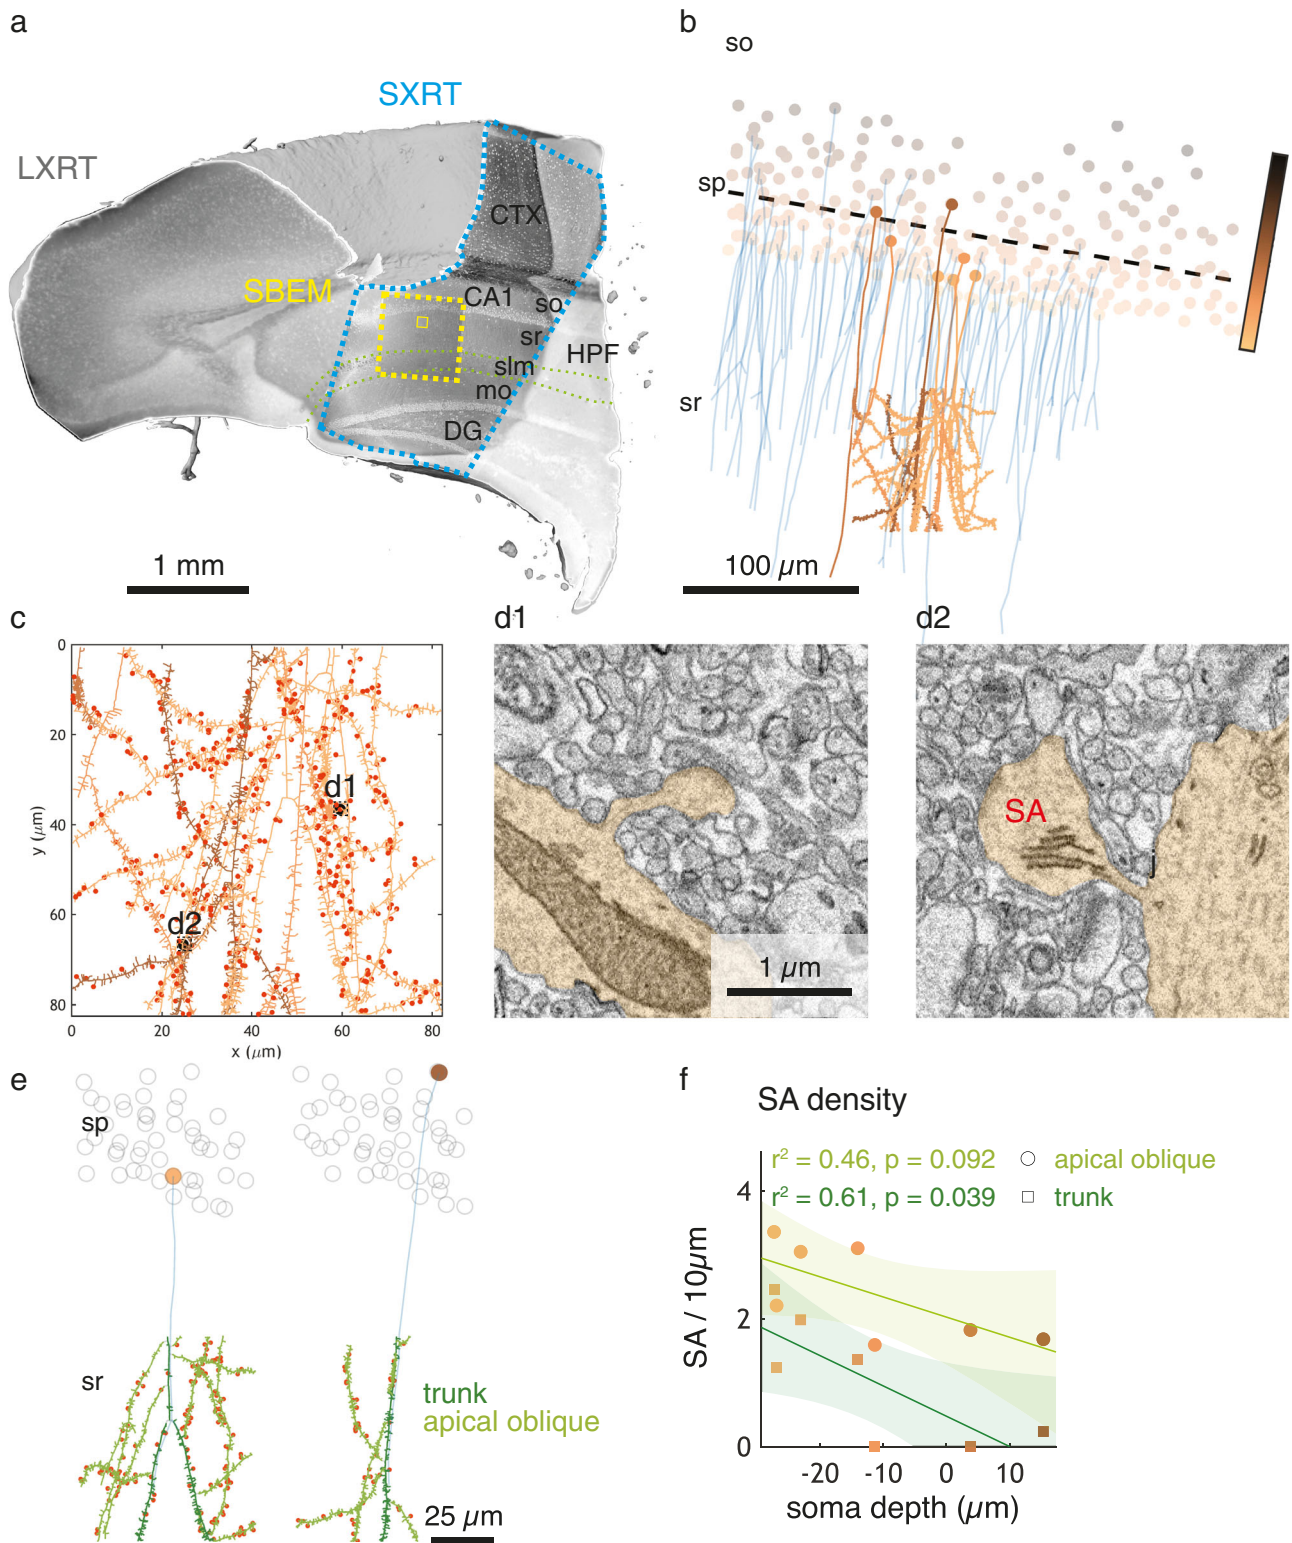 a
SXRT
LXRT
CTX
SBEM
CA1
so
sr
HPF
slm
mo
DG
1 mm
b
so
sp
sr
100 µm
c
0
20
40
60
80
y (µm)
d1
d2
0 20 40 60 80
x (µm)
d1
1 µm
d2
SA
j
e
sp
sr
trunk
apical oblique
25 µm
f
SA density
r² = 0.46, p = 0.092 apical oblique
r² = 0.61, p = 0.039 trunk
4
2
0
SA / 10µm
-20 -10 0 10
soma depth (µm)